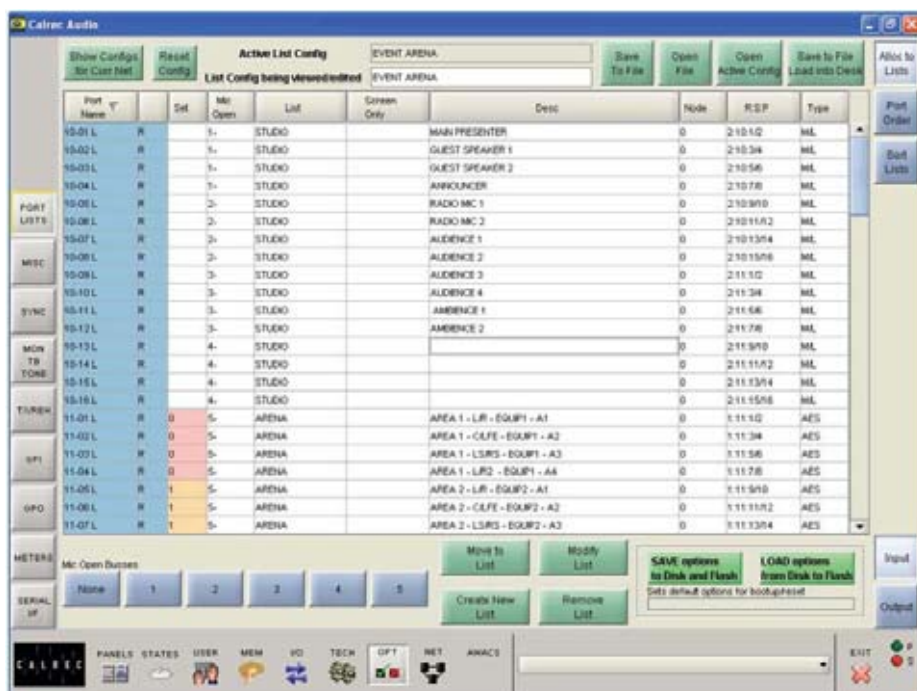 Calrec Audio
Show Configs for Curr Net
Reset Config
Active List Config
EVENT ARENA
List Config being viewed/edited
EVENT ARENA
Save To File
Open File
Open Active Config
Save to File Load into Desk
Alloc to Lists
Port Order
Sort Lists
Port Name Set Mic Open List Screen Only Desc Node R:S:P Type
10-01 L R 1- STUDIO MAIN PRESENTER 0 2:10:1/2 M/L
10-02 L R 1- STUDIO GUEST SPEAKER 1 0 2:10:3/4 M/L
10-03 L R 1- STUDIO GUEST SPEAKER 2 0 2:10:5/6 M/L
10-04 L R 1- STUDIO ANNOUNCER 0 2:10:7/8 M/L
10-05 L R 2- STUDIO RADIO MIC 1 0 2:10:9/10 M/L
10-06 L R 2- STUDIO RADIO MIC 2 0 2:10:11/12 M/L
10-07 L R 2- STUDIO AUDIENCE 1 0 2:10:13/14 M/L
10-08 L R 2- STUDIO AUDIENCE 2 0 2:10:15/16 M/L
10-09 L R 3- STUDIO AUDIENCE 3 0 2:11:1/2 M/L
10-10 L R 3- STUDIO AUDIENCE 4 0 2:11:3/4 M/L
10-11 L R 3- STUDIO AMBIENCE 1 0 2:11:5/6 M/L
10-12 L R 3- STUDIO AMBIENCE 2 0 2:11:7/8 M/L
10-13 L R 4- STUDIO 0 2:11:9/10 M/L
10-14 L R 4- STUDIO 0 2:11:11/12 M/L
10-15 L R 4- STUDIO 0 2:11:13/14 M/L
10-16 L R 4- STUDIO 0 2:11:15/16 M/L
11-01 L R 0 5- ARENA AREA 1 - L/R - EQUIP1 - A1 0 1:11:1/2 AES
11-02 L R 0 5- ARENA AREA 1 - C/LFE - EQUIP1 - A2 0 1:11:3/4 AES
11-03 L R 0 5- ARENA AREA 1 - LS/RS - EQUIP1 - A3 0 1:11:5/6 AES
11-04 L R 0 5- ARENA AREA 1 - L/R2 - EQUIP1 - A4 0 1:11:7/8 AES
11-05 L R 1 5- ARENA AREA 2 - L/R - EQUIP2 - A1 0 1:11:9/10 AES
11-06 L R 1 5- ARENA AREA 2 - C/LFE - EQUIP2 - A2 0 1:11:11/12 AES
11-07 L R 1 5- ARENA AREA 2 - LS/RS - EQUIP2 - A3 0 1:11:13/14 AES
PORT LISTS
MISC
SYNC
MON TB TONE
TX/REH
GPI
GPO
METERS
SERIAL I/F
Mic Open Busses
None 1 2 3 4 5
Move to List
Modify List
Create New List
Remove List
SAVE options to Disk and Flash
LOAD options from Disk to Flash
Sets default options for bootup/reset
Input
Output
CALREC
PANELS STATES USER MEM I/O TECH OPT NET AWACS
EXIT
P
S